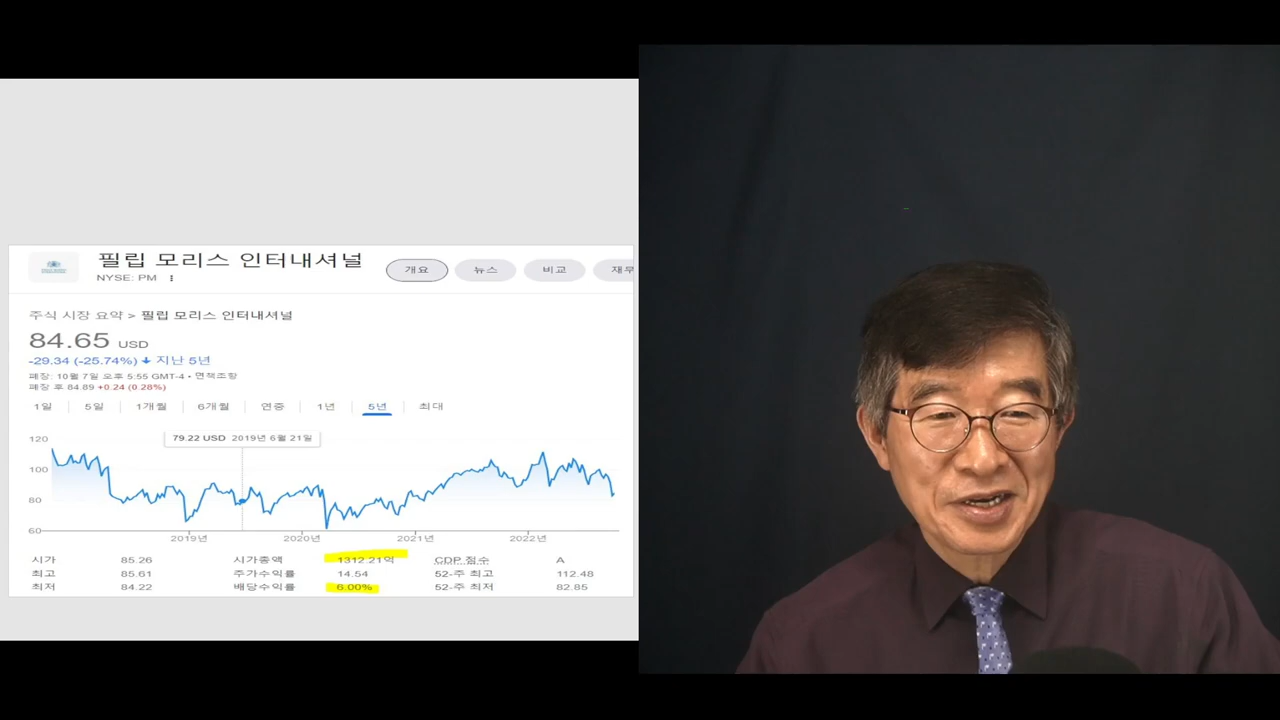 필립 모리스 인터내셔널
NYSE: PM
개요 뉴스 비교 재무
주식 시장 요약 > 필립 모리스 인터내셔널
84.65 USD
-29.34 (-25.74%) 지난 5년
폐장: 10월 7일 오후 5:55 GMT-4 • 면책조항
폐장 후 84.89 +0.24 (0.28%)
1일 5일 1개월 6개월 연중 1년 5년 최대
79.22 USD 2019년 6월 21일
120
100
80
60
2019년 2020년 2021년 2022년
시가 85.26 시가총액 1312.21억 CDP 점수 A
최고 85.61 주가수익률 14.54 52-주 최고 112.48
최저 84.22 배당수익률 6.00% 52-주 최저 82.85